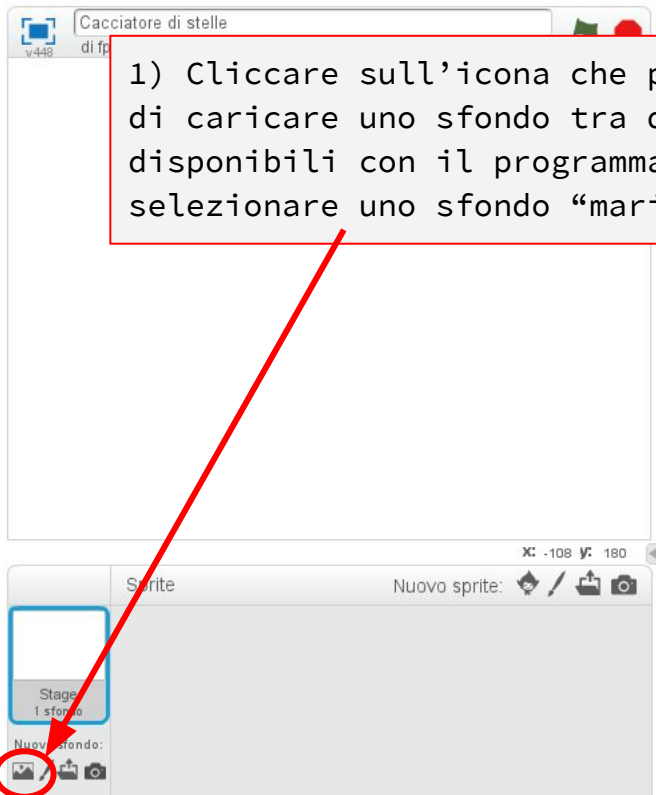 Cacciatore di stelle
v448
di fp
1) Cliccare sull’icona che p
di caricare uno sfondo tra q
disponibili con il programma
selezionare uno sfondo “mari
X: -108 y: 180
Sprite
Nuovo sprite:
Stage
1 sfondo
Nuovo sfondo: